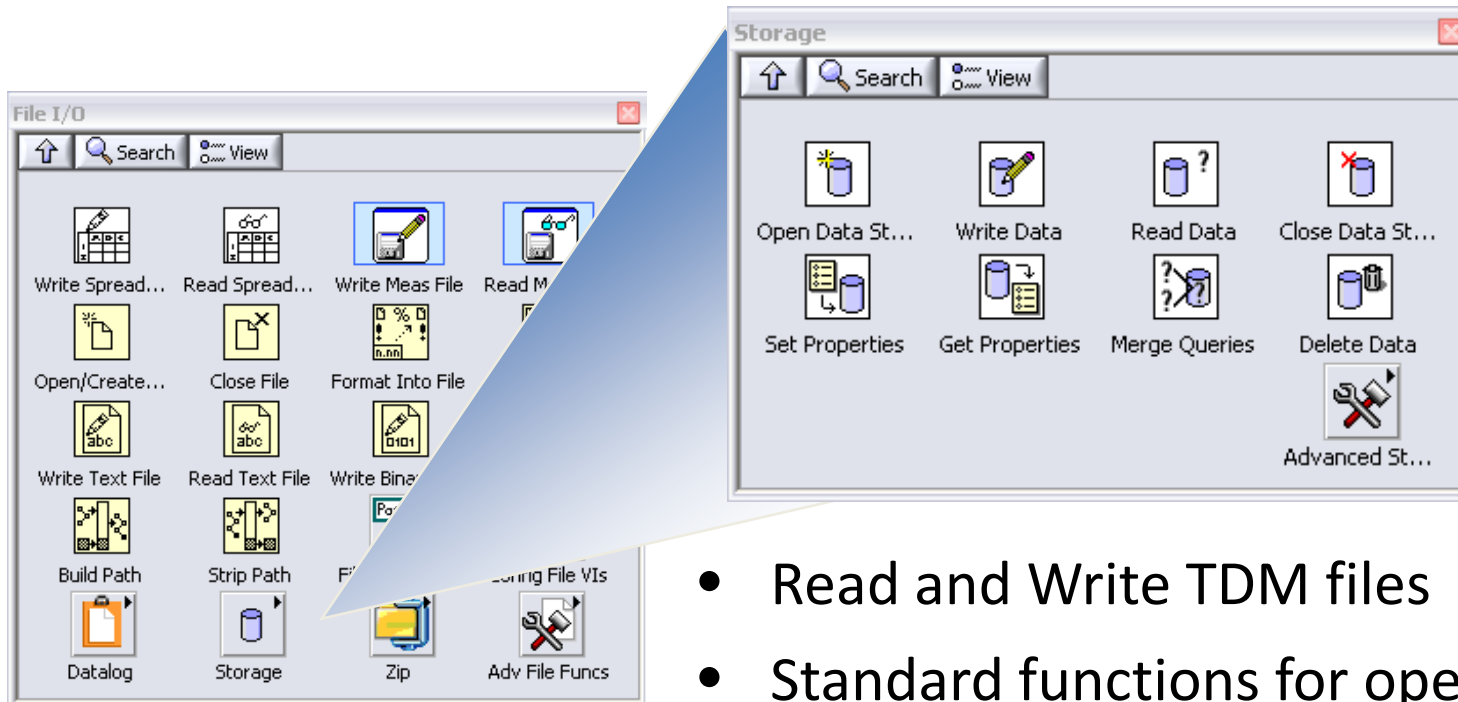 Storage
Search View
Open Data St... Write Data Read Data Close Data St...
Set Properties Get Properties Merge Queries Delete Data
Advanced St...
File I/O
Search View
Write Spread... Read Spread... Write Meas File Read M
Open/Create... Close File Format Into File
Write Text File Read Text File Write Bina
Build Path Strip Path File VIs
Datalog Storage Zip Adv File Funcs
• Read and Write TDM files
• Standard functions for ope